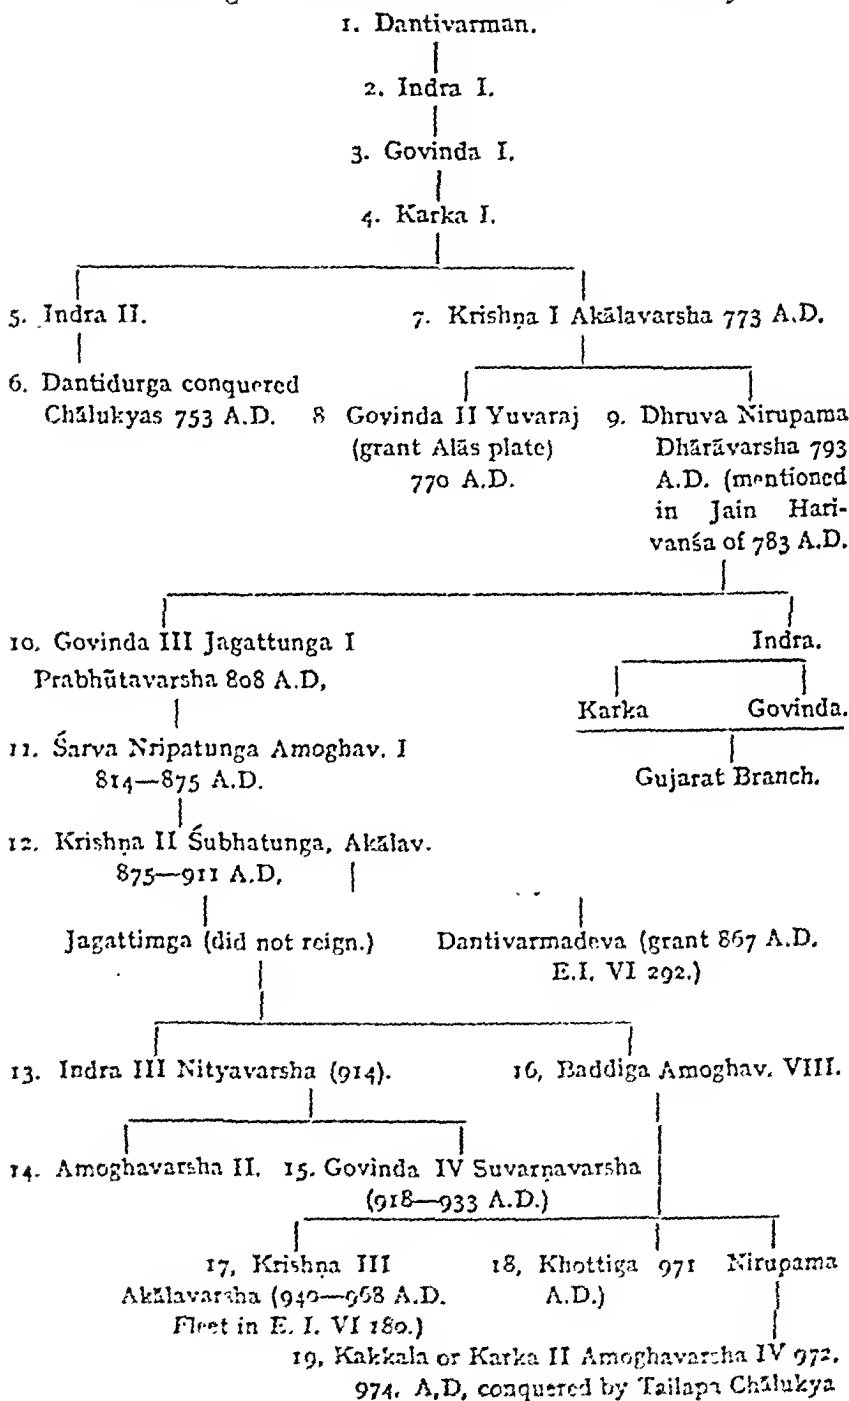 1. Dantivarman.
2. Indra I.
3. Govinda I.
4. Karka I.
5. Indra II. 7. Krishṇa I Akālavarsha 773 A.D.
6. Dantidurga conquered
Chālukyas 753 A.D.
8 Govinda II Yuvaraj
(grant Alās plate)
770 A.D.
9. Dhruva Nirupama
Dhārāvarsha 793
A.D. (mentioned
in Jain Hari-
vanśa of 783 A.D.
10. Govinda III Jagattunga I
Prabhūtavarsha 808 A.D,
Indra.
Karka Govinda.
Gujarat Branch.
11. Śarva Nripatunga Amoghav. I
814—875 A.D.
12. Krishṇa II Śubhatunga, Akālav.
875—911 A.D,
Jagattimga (did not reign.)
Dantivarmadeva (grant 867 A.D.
E.I. VI 292.)
13. Indra III Nityavarsha (914). 16, Baddiga Amoghav. VIII.
14. Amoghavarsha II. 15. Govinda IV Suvarṇavarsha
(918—933 A.D.)
17, Krishṇa III
Akālavarsha (940—968 A.D.
Fleet in E. I. VI 180.)
18, Khottiga 971
A.D.)
Nirupama
19, Kakkala or Karka II Amoghavarsha IV 972.
974. A,D, conquered by Tailapa Chālukya